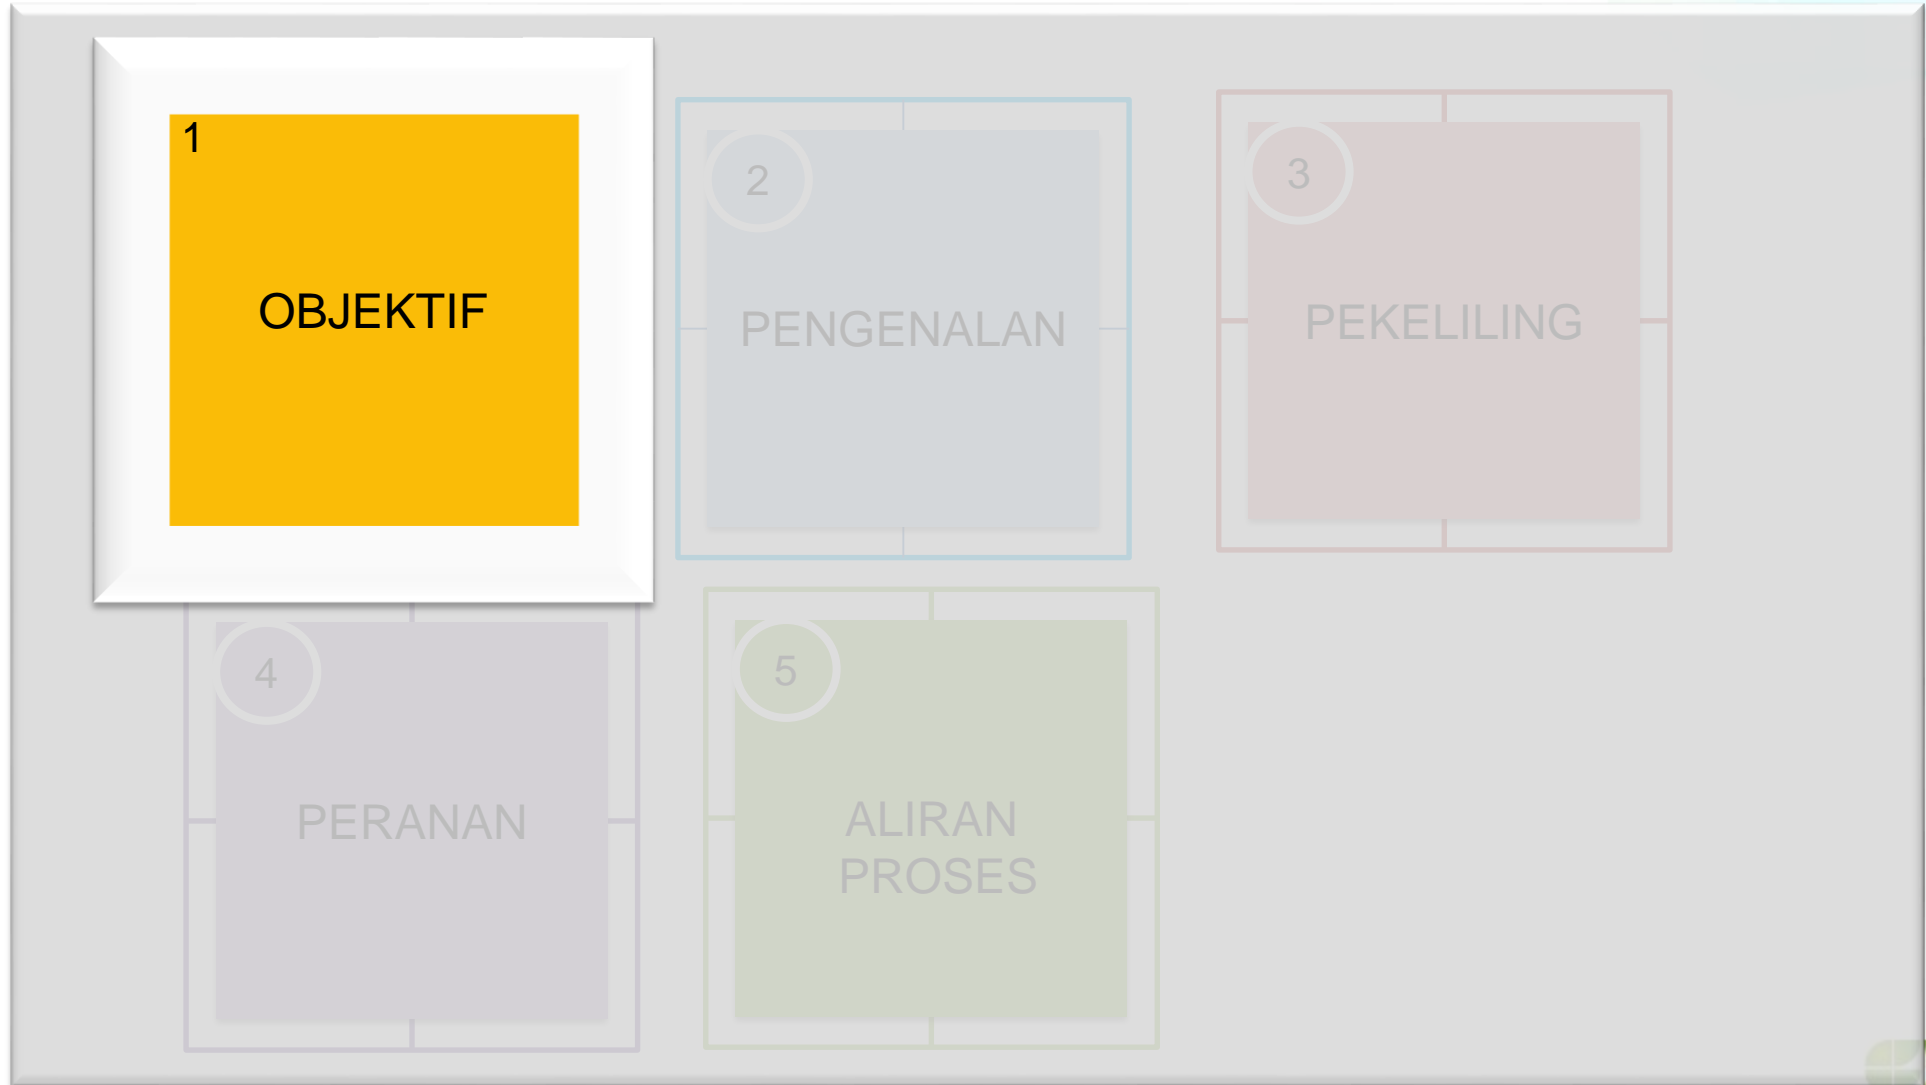 1
OBJEKTIF
2
PENGENALAN
3
PEKELILING
4
PERANAN
5
ALIRAN
PROSES